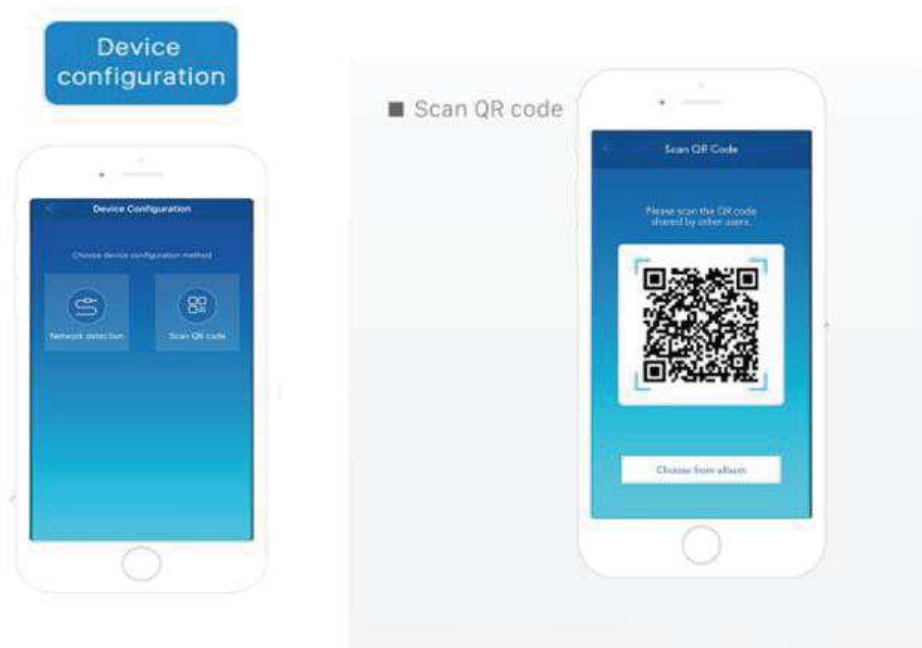 Device
configuration
Device Configuration
Choose device configuration method
Network detection
Scan QR code
■ Scan QR code
Scan QR Code
Please scan the QR code
shared by other users.
Choose from album